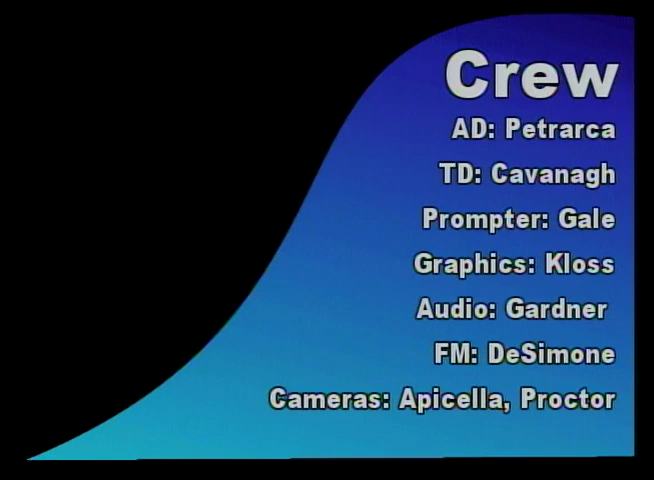 Crew
AD: Petrarca
TD: Cavanagh
Prompter: Gale
Graphics: Kloss
Audio: Gardner
FM: DeSimone
Cameras: Apicella, Proctor